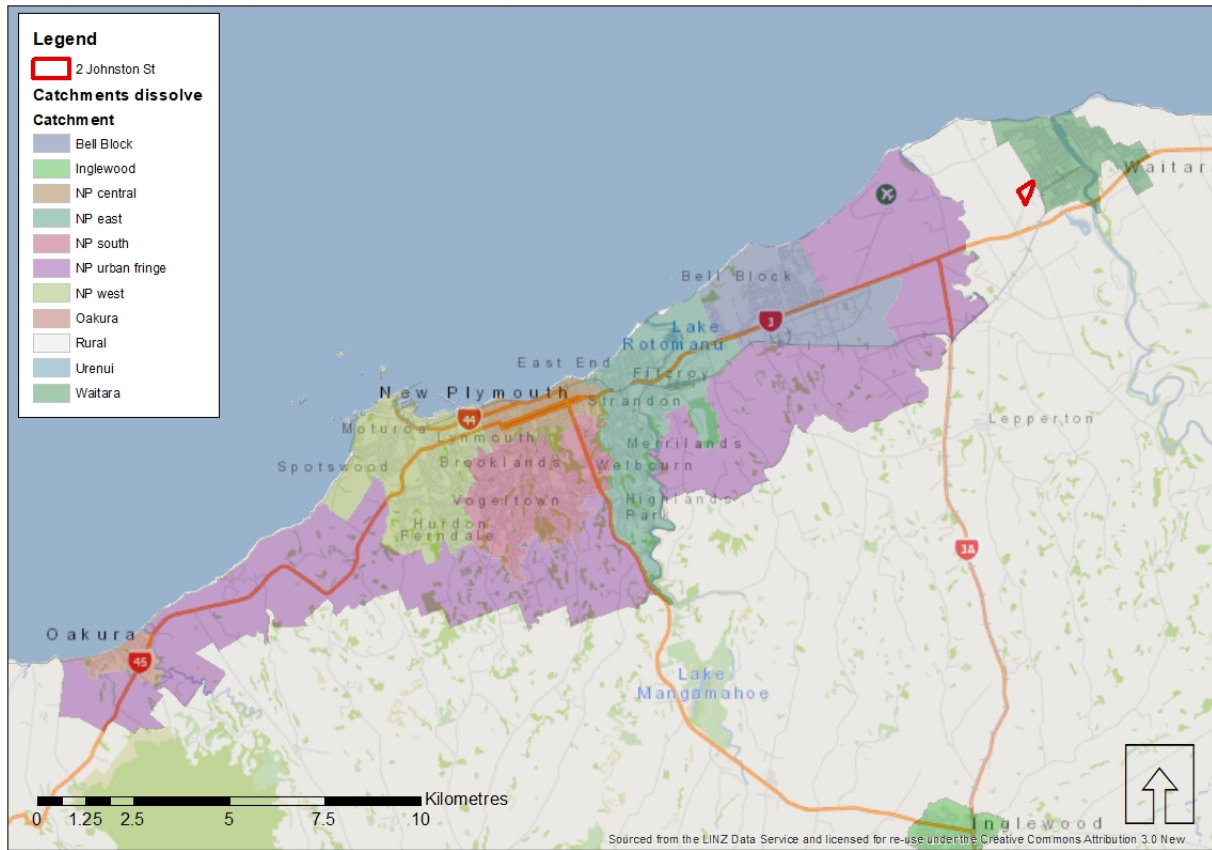 Legend
2 Johnston St
Catchments dissolve
Catchment
Bell Block
Inglewood
NP central
NP east
NP south
NP urban fringe
NP west
Oakura
Rural
Urenui
Waitara
Waitara
Bell Block
3
Lake
Rotomanu
East End
Fitzroy
New Plymouth
Strandon
44
Moturoa
Lynmouth
Merrilands
Brooklands
Welbourn
Spotswood
Vogeltown
Highlands
Park
Hurdon
Ferndale
Lepperton
3A
Oakura
45
Lake
Mangamahoe
Kilometres
0 1.25 2.5 5 7.5 10
Inglewood
Sourced from the LINZ Data Service and licensed for re-use under the Creative Commons Attribution 3.0 New